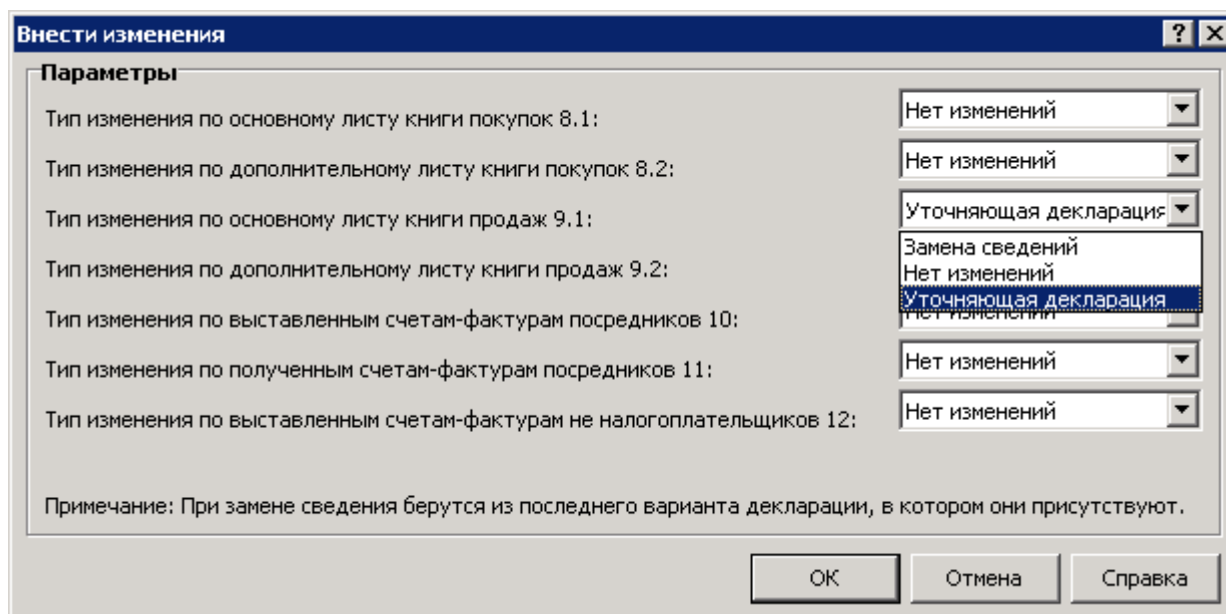 Внести изменения
Параметры
Тип изменения по основному листу книги покупок 8.1: Нет изменений
Тип изменения по дополнительному листу книги покупок 8.2: Нет изменений
Тип изменения по основному листу книги продаж 9.1: Уточняющая декларация
Замена сведений
Тип изменения по дополнительному листу книги продаж 9.2: Нет изменений
Уточняющая декларация
Тип изменения по выставленным счетам-фактурам посредников 10: Нет изменений
Тип изменения по полученным счетам-фактурам посредников 11: Нет изменений
Тип изменения по выставленным счетам-фактурам не налогоплательщиков 12: Нет изменений
Примечание: При замене сведения берутся из последнего варианта декларации, в котором они присутствуют.
ОК Отмена Справка